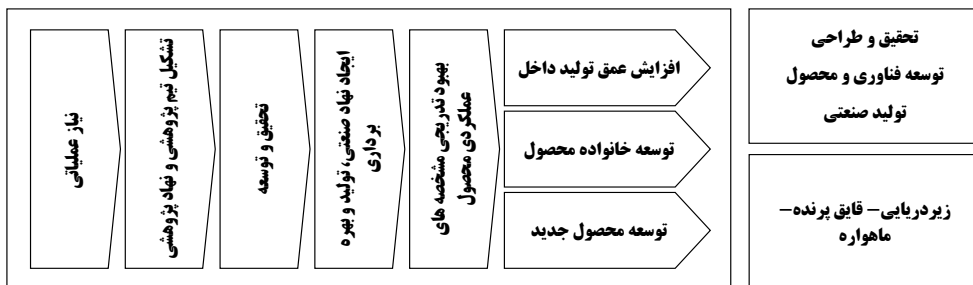 نیاز عملیاتی
تشکیل تیم پژوهشی و نهاد پژوهشی
تحقیق و توسعه
ایجاد نهاد صنعتی، تولید و بهره
برداری
بهبود تدریجی مشخصه های
عملکردی محصول
افزایش عمق تولید داخل
توسعه خانواده محصول
توسعه محصول جدید
تحقیق و طراحی
توسعه فناوری و محصول
تولید صنعتی
زیردریایی– قایق پرنده–
ماهواره